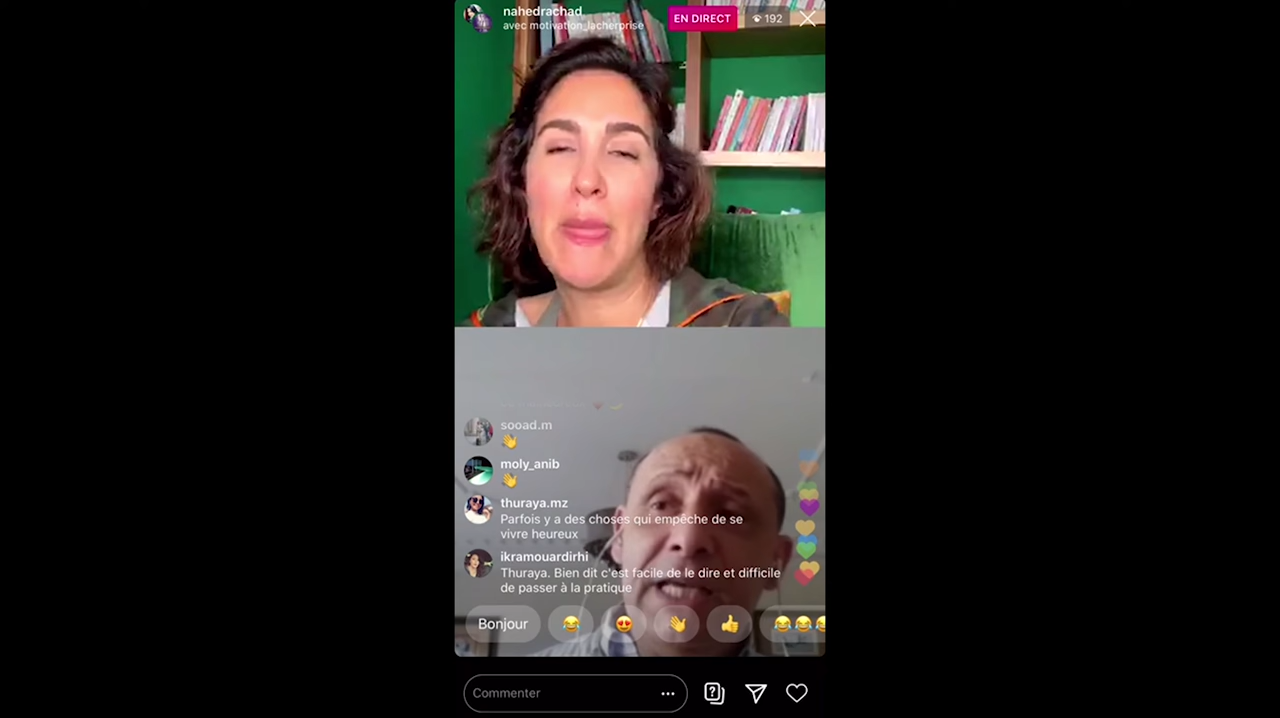 nahedrachad
avec motivation_lacherprise
EN DIRECT
192
sooad.m
👋
moly_anib
👋
thuraya.mz
Parfois y a des choses qui empêche de se
vivre heureux
ikramouardirhi
Thuraya. Bien dit c'est facile de le dire et difficile
de passer à la pratique
Bonjour 😂 😍 👋 👍 😂😂😂
Commenter